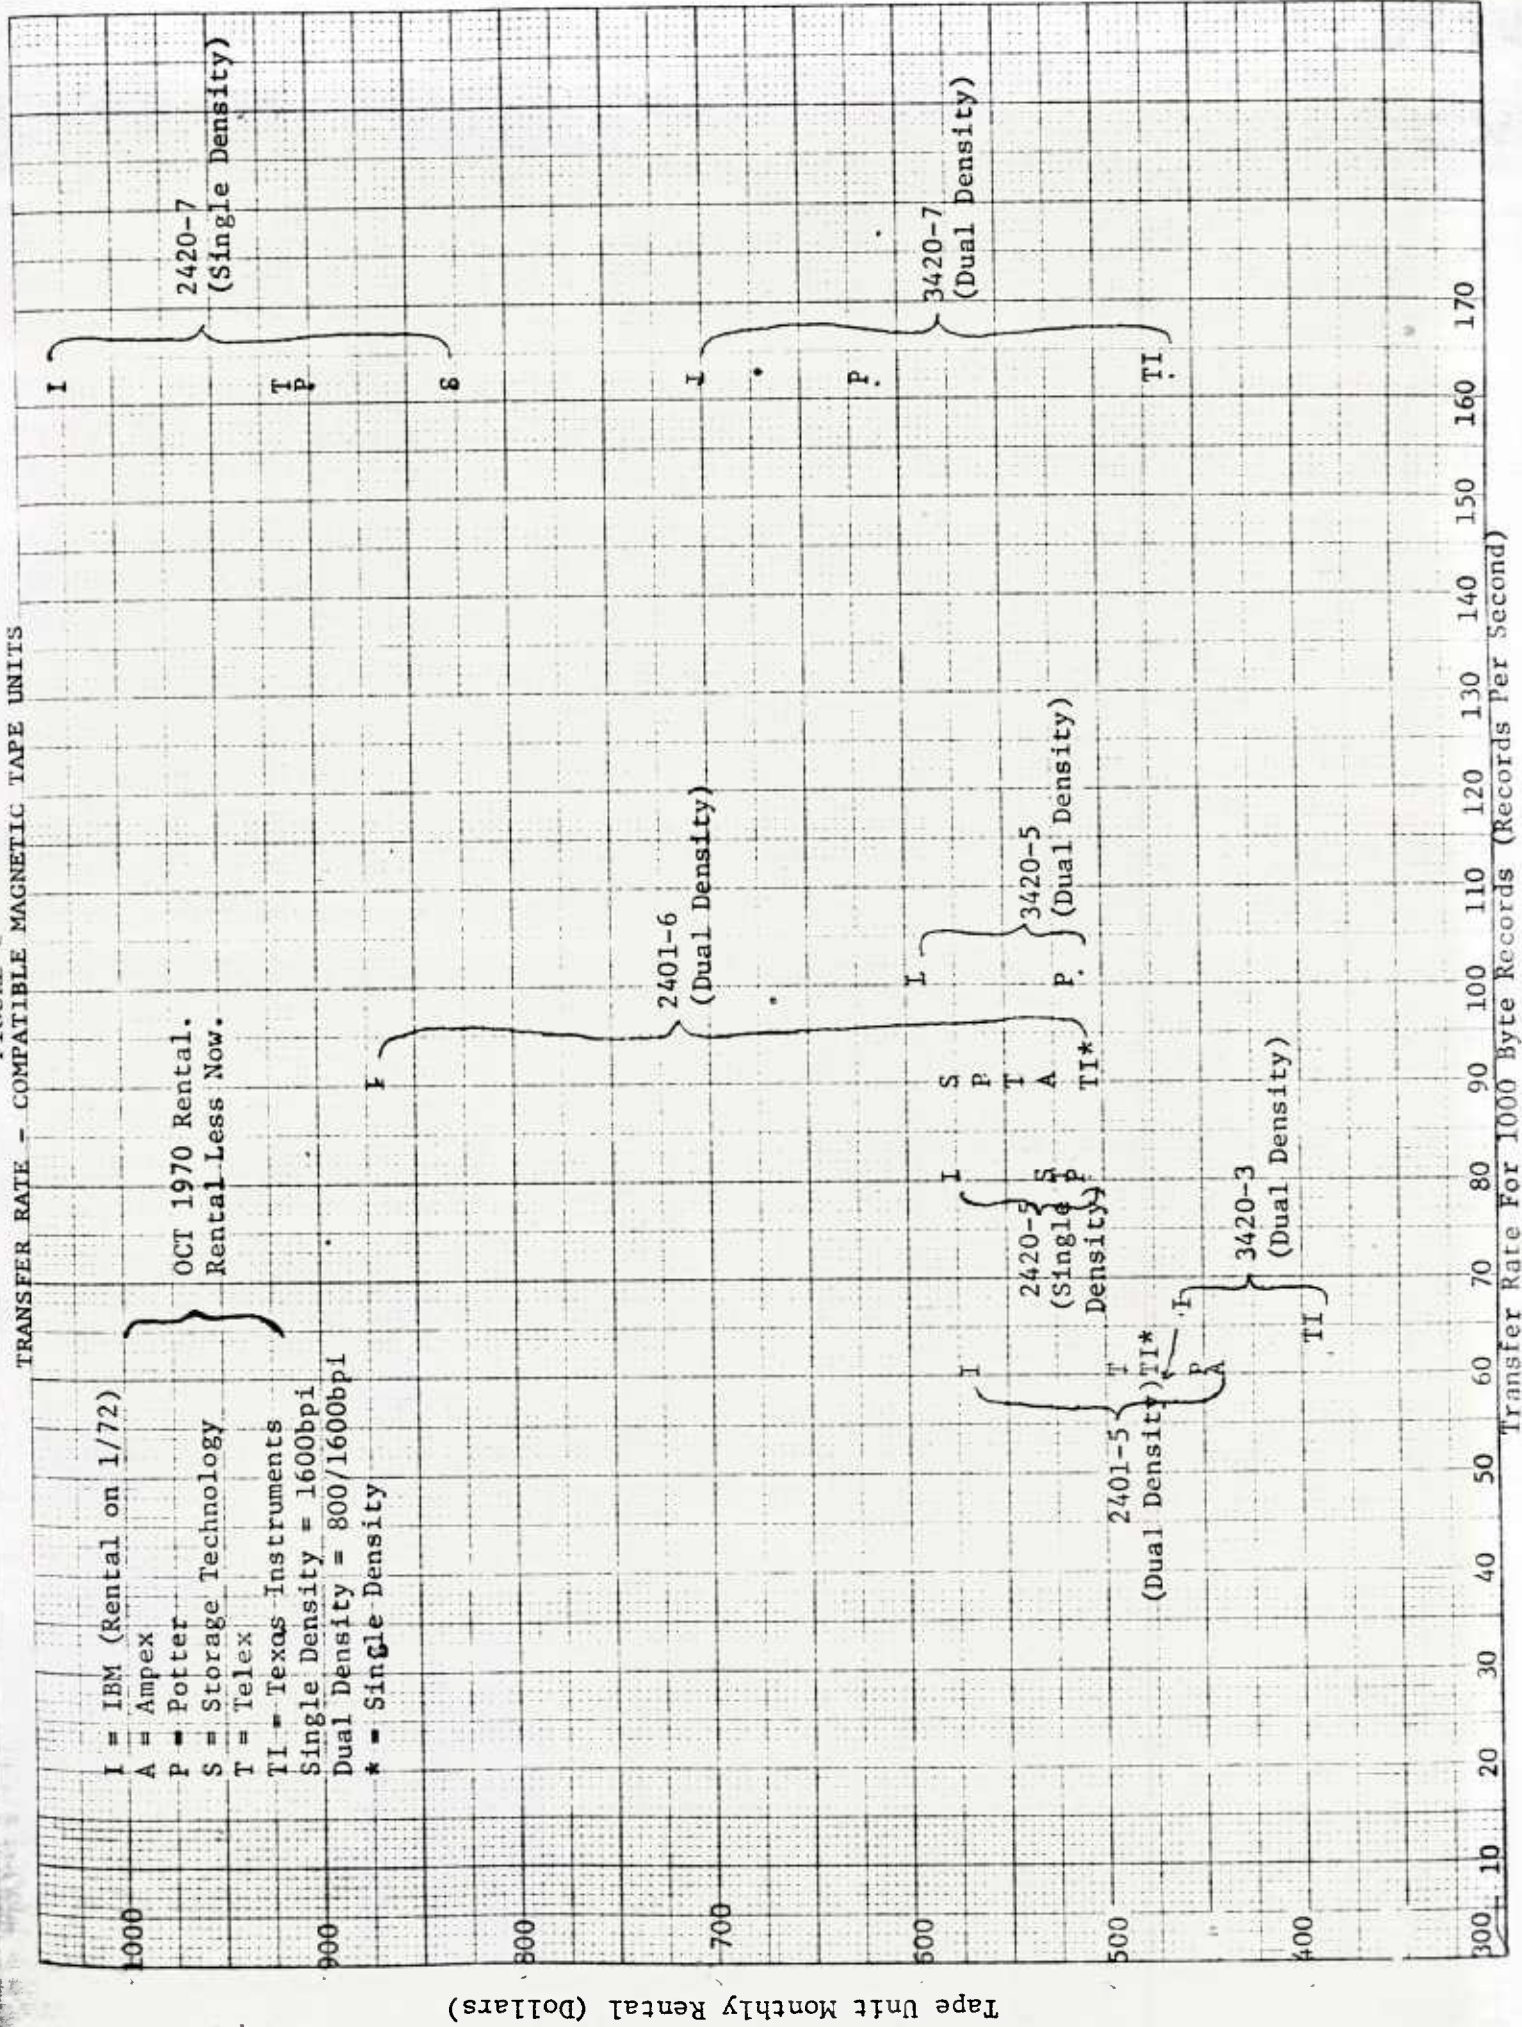 TRANSFER RATE - COMPATIBLE MAGNETIC TAPE UNITS
I = IBM (Rental on 1/72)
A = Ampex
P = Potter
S = Storage Technology
T = Telex
TI = Texas Instruments
Single Density = 1600bpi
Dual Density = 800/1600bpi
* = Single Density
OCT 1970 Rental.
Rental Less Now.
2420-7
(Single Density)
I
T
P
S
3420-7
(Dual Density)
I
P
TI
2401-6
(Dual Density)
I
S
P
T
A
TI*
3420-5
(Dual Density)
I
P
2420-5
(Single
Density)
I
S
P
3420-3
(Dual Density)
I
TI
2401-5
(Dual Density)
I
T
TI*
P
A
Tape Unit Monthly Rental (Dollars)
1000
900
800
700
600
500
400
300
10 20 30 40 50 60 70 80 90 100 110 120 130 140 150 160 170
Transfer Rate For 1000 Byte Records (Records Per Second)